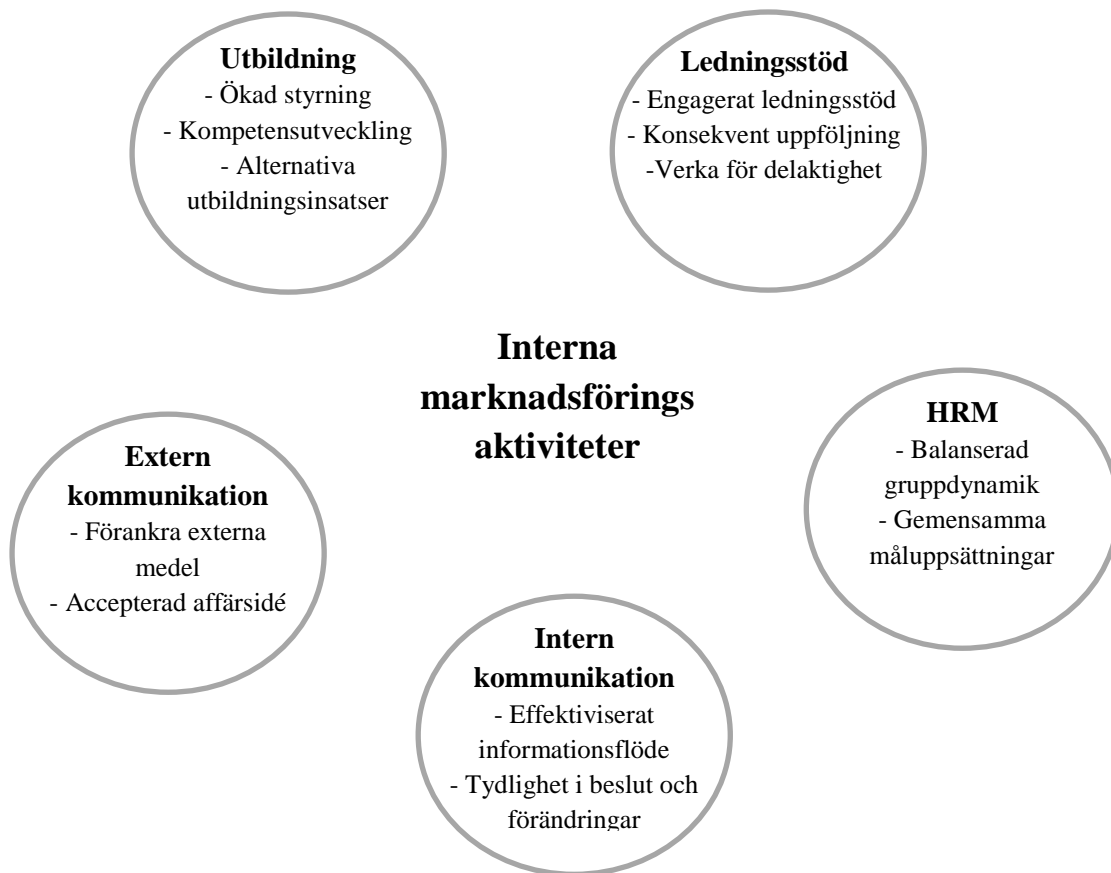 Utbildning
- Ökad styrning
- Kompetensutveckling
- Alternativa
utbildningsinsatser
Ledningsstöd
- Engagerat ledningsstöd
- Konsekvent uppföljning
-Verka för delaktighet
Interna
marknadsförings
aktiviteter
HRM
- Balanserad
gruppdynamik
- Gemensamma
måluppsättningar
Extern
kommunikation
- Förankra externa
medel
- Accepterad affärsidé
Intern
kommunikation
- Effektiviserat
informationsflöde
- Tydlighet i beslut och
förändringar